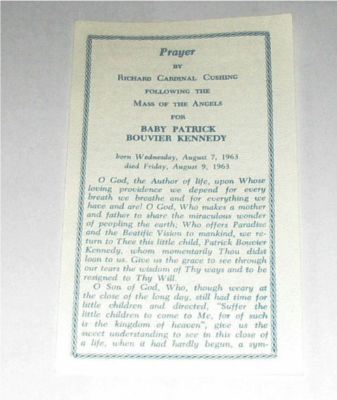 Prayer
BY
RICHARD CARDINAL CUSHING
FOLLOWING THE
MASS OF THE ANGELS
FOR
BABY PATRICK
BOUVIER KENNEDY
born Wednesday, August 7, 1963
died Friday, August 9, 1963
O God, the Author of life, upon Whose
loving providence we depend for every
breath we breathe and for everything we
have and are! O God, Who makes a mother
and father to share the miraculous wonder
of peopling the earth; Who offers Paradise
and the Beatific Vision to mankind, we re-
turn to Thee this little child, Patrick Bouvier
Kennedy, whom momentarily Thou didst
loan to us. Give us the grace to see through
our tears the wisdom of Thy ways and to be
resigned to Thy Will.
O Son of God, Who, though weary at
the close of the long day, still had time for
little children and directed, "Suffer the
little children to come to Me, for of such
is the kingdom of heaven", give us the
sweet understanding to see in this close of
a life, when it had hardly begun, a sym-